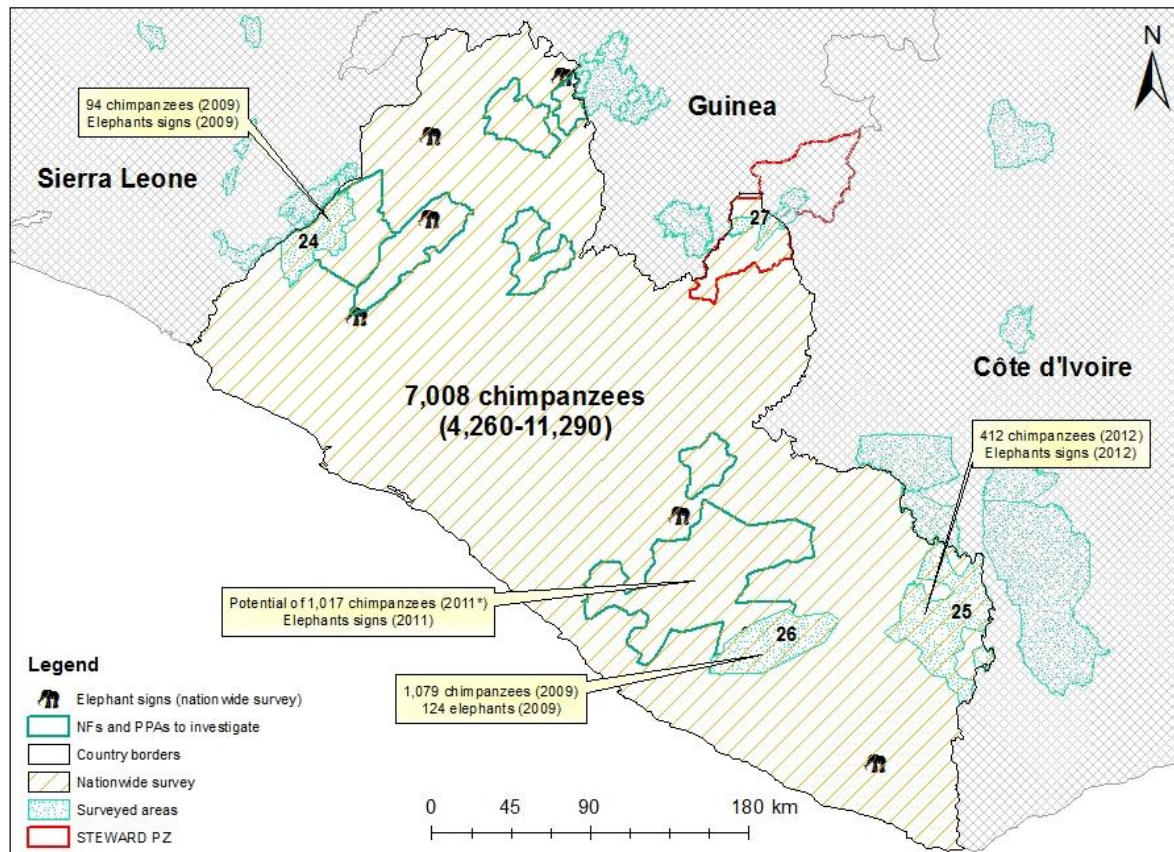 N
94 chimpanzees (2009)
Elephants signs (2009)
Guinea
Sierra Leone
27
24
Côte d'Ivoire
7,008 chimpanzees
(4,260-11,290)
412 chimpanzees (2012)
Elephants signs (2012)
Potential of 1,017 chimpanzees (2011*)
Elephants signs (2011)
25
26
1,079 chimpanzees (2009)
124 elephants (2009)
Legend
Elephant signs (nationwide survey)
NFs and PPAs to investigate
Country borders
Nationwide survey
Surveyed areas
STEWARD PZ
0 45 90 180 km